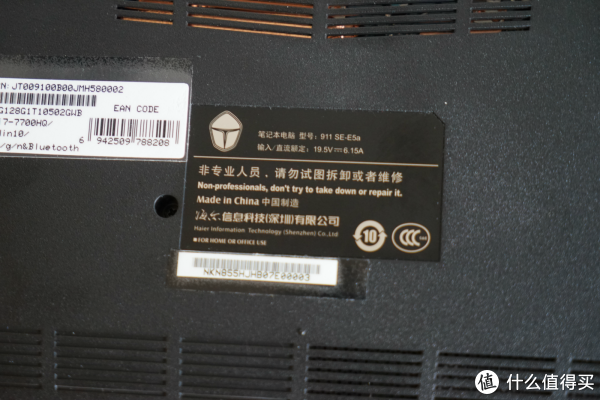 N:JT009100B00JMH580002
G128G1T10502GWB
EAN CODE
7-7700HQ/
in10/
/g/n&Bluetooth
6 942509 788208
笔记本电脑 型号: 911 SE-E5a
输入/直流额定: 19.5V⎓6.15A
非专业人员、请勿试图拆卸或者维修
Non-professionals, don't try to take down or repair it.
Made in China 中国制造
海尔信息科技(深圳)有限公司
Haier Information Technology (Shenzhen) Co.,Ltd
■FOR HOME OR OFFICE USE
10
CCC
NKNB55HJHB07E00003
值 什么值得买